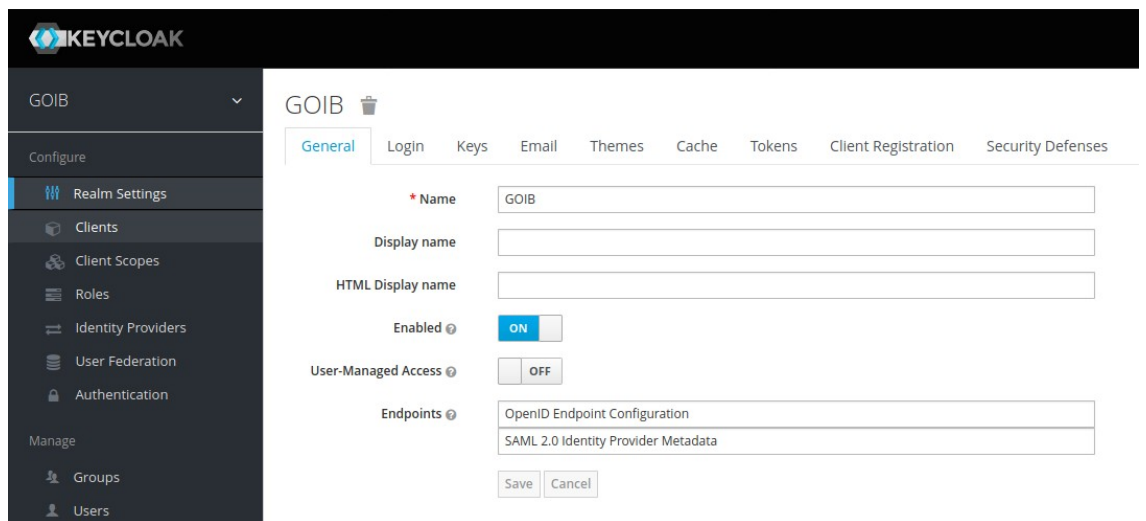 KEYCLOAK
GOIB
Configure
Realm Settings
Clients
Client Scopes
Roles
Identity Providers
User Federation
Authentication
Manage
Groups
Users
GOIB
General Login Keys Email Themes Cache Tokens Client Registration Security Defenses
* Name GOIB
Display name
HTML Display name
Enabled ON
User-Managed Access OFF
Endpoints OpenID Endpoint Configuration
SAML 2.0 Identity Provider Metadata
Save Cancel